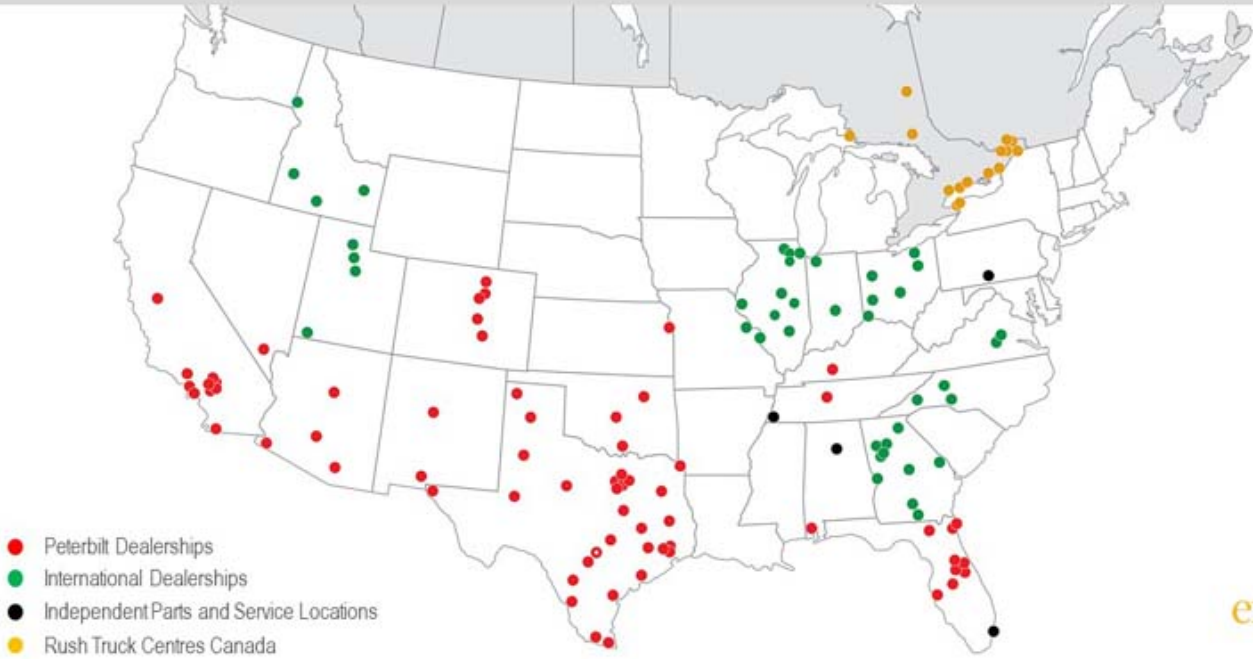 Peterbilt Dealerships
International Dealerships
Independent Parts and Service Locations
Rush Truck Centres Canada